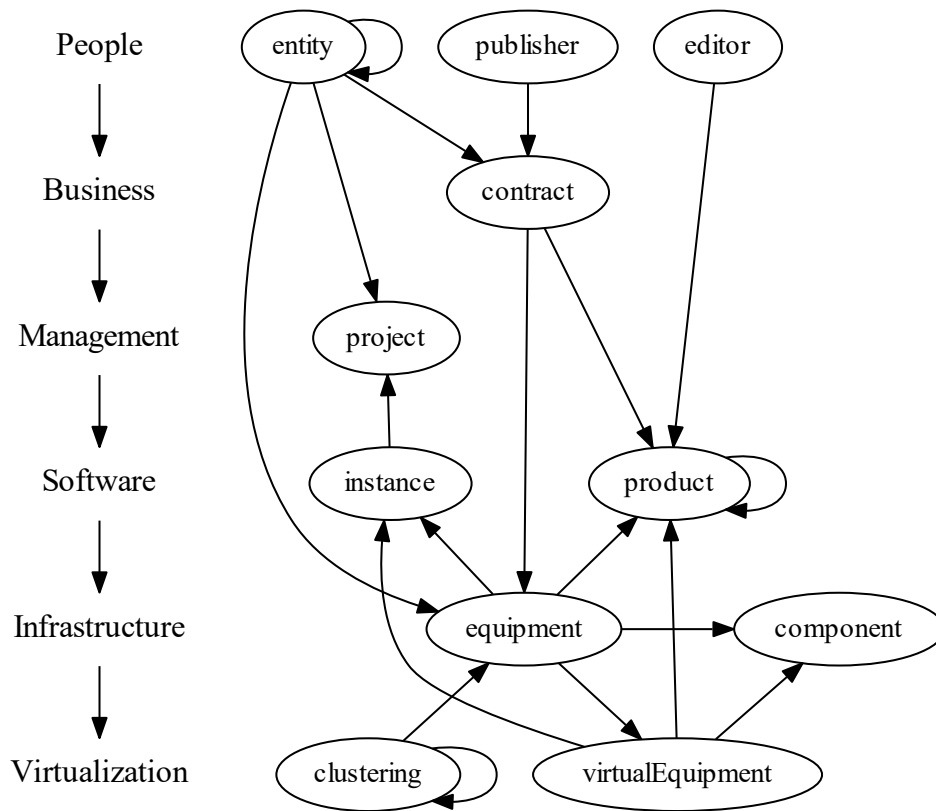 People
entity
publisher
editor
Business
contract
Management
project
Software
instance
product
Infrastructure
equipment
component
Virtualization
clustering
virtualEquipment